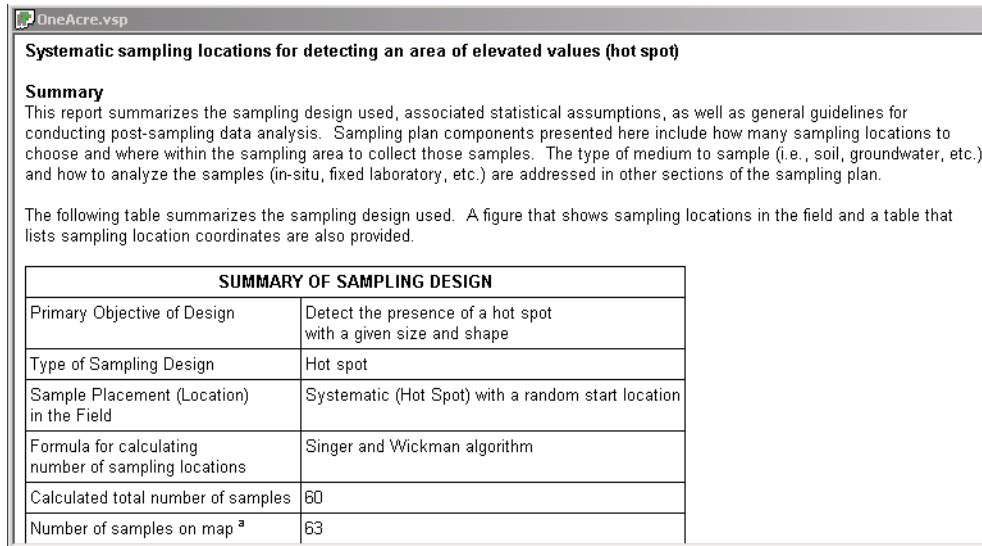 OneAcre.vsp
Systematic sampling locations for detecting an area of elevated values (hot spot)
Summary
This report summarizes the sampling design used, associated statistical assumptions, as well as general guidelines for
conducting post-sampling data analysis. Sampling plan components presented here include how many sampling locations to
choose and where within the sampling area to collect those samples. The type of medium to sample (i.e., soil, groundwater, etc.)
and how to analyze the samples (in-situ, fixed laboratory, etc.) are addressed in other sections of the sampling plan.
The following table summarizes the sampling design used. A figure that shows sampling locations in the field and a table that
lists sampling location coordinates are also provided.
SUMMARY OF SAMPLING DESIGN
Primary Objective of Design
Detect the presence of a hot spot
with a given size and shape
Type of Sampling Design
Hot spot
Sample Placement (Location)
in the Field
Systematic (Hot Spot) with a random start location
Formula for calculating
number of sampling locations
Singer and Wickman algorithm
Calculated total number of samples
60
Number of samples on map a
63